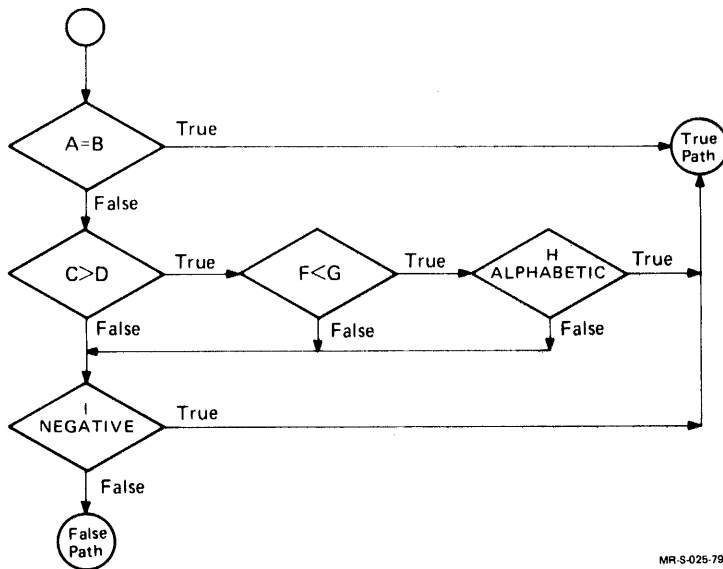 True
A=B
True
Path
False
C>D
True
F<G
True
H
ALPHABETIC
True
False
False
False
I
NEGATIVE
True
False
False
Path
MR-S-025-79